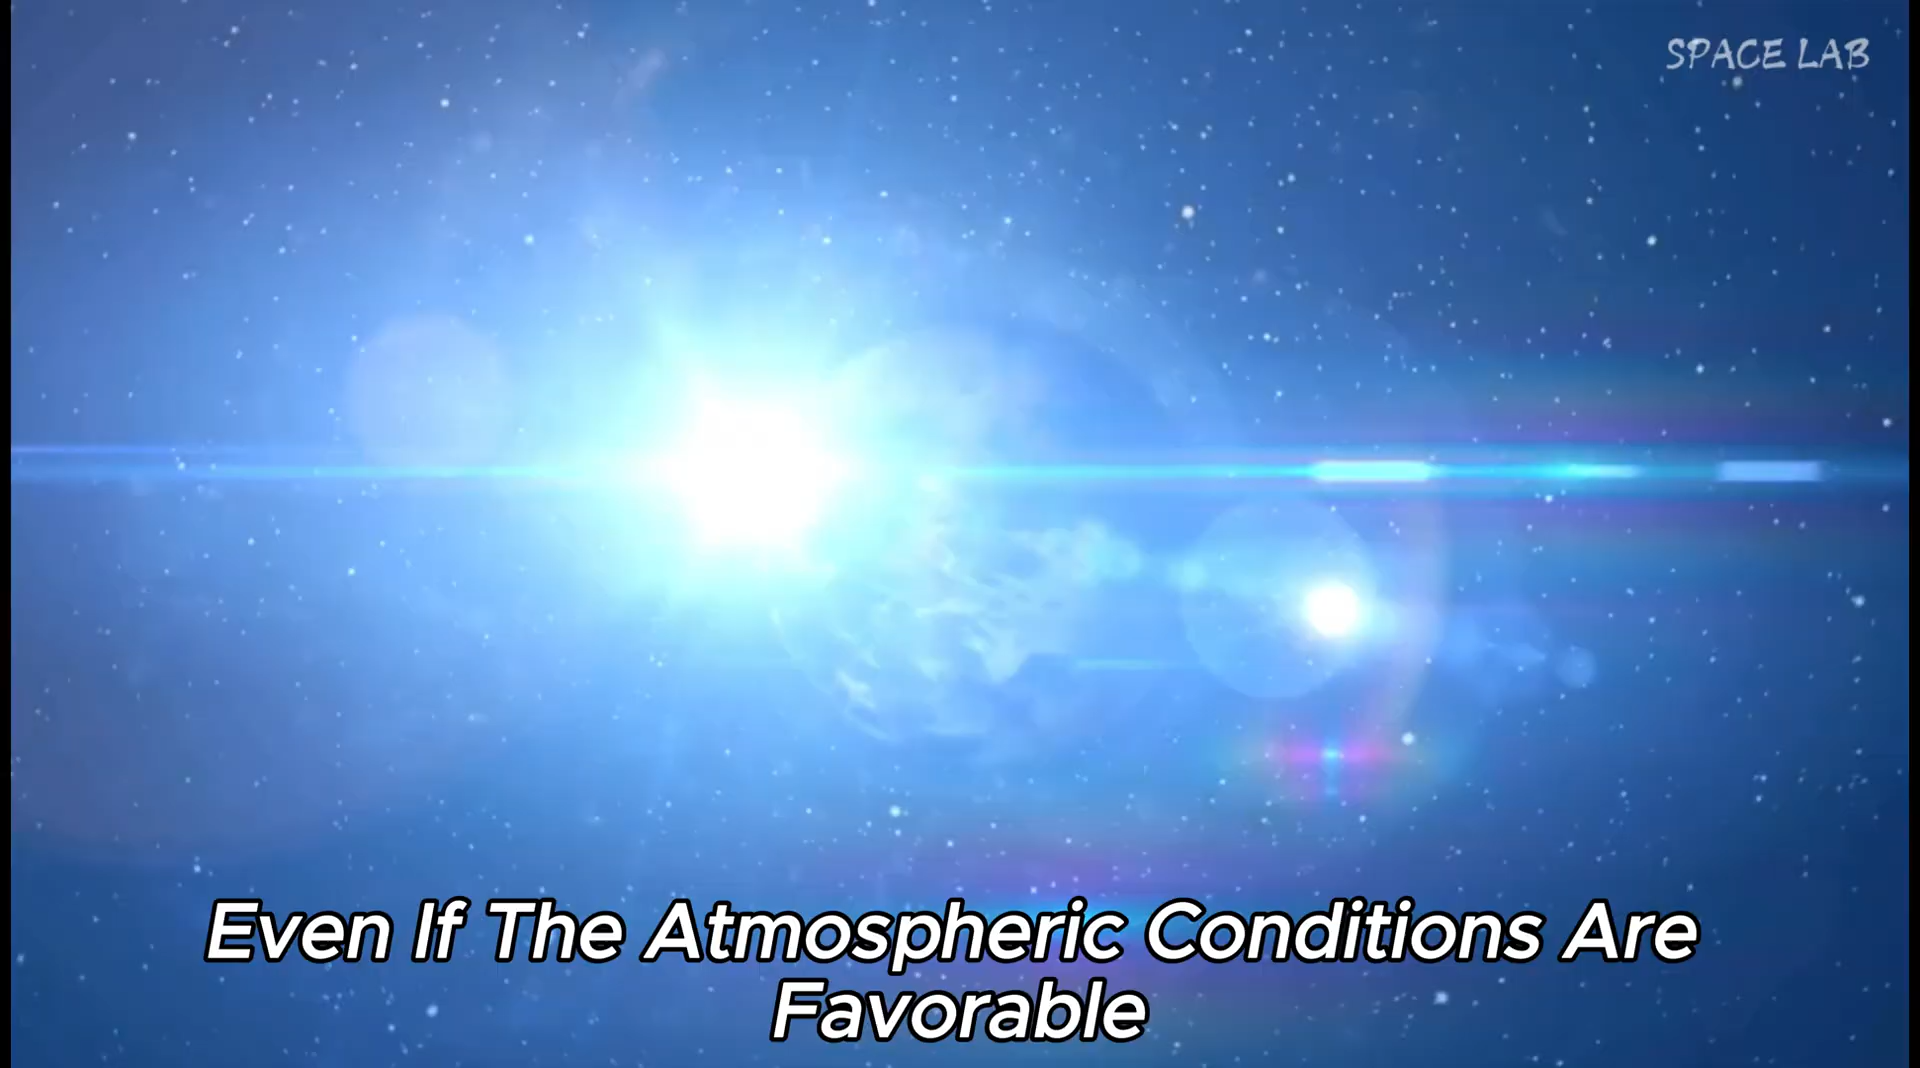 SPACE LAB
Even If The Atmospheric Conditions Are
Favorable